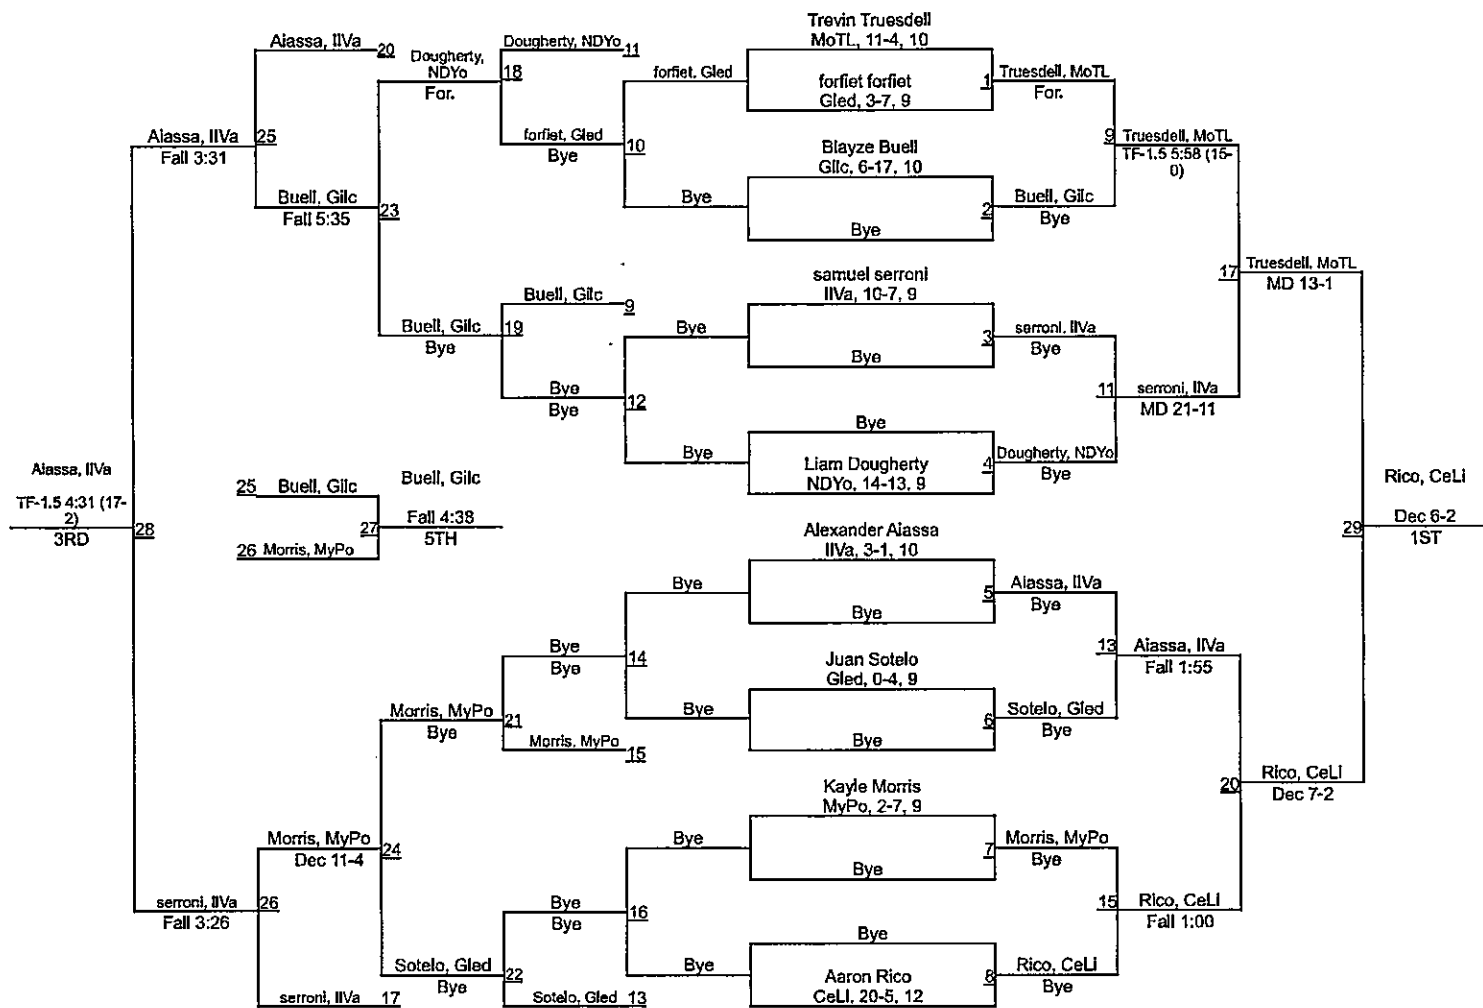 Trevin Truesdell
MoTL, 11-4, 10
forfiet forfiet
Gled, 3-7, 9
1
Blayze Buell
Gilc, 6-17, 10
Bye
2
samuel serroni
IIVa, 10-7, 9
Bye
3
Bye
Liam Dougherty
NDYo, 14-13, 9
4
Alexander Aiassa
IIVa, 3-1, 10
Bye
5
Juan Sotelo
Gled, 0-4, 9
Bye
6
Kayle Morris
MyPo, 2-7, 9
Bye
7
Bye
Aaron Rico
CeLi, 20-5, 12
8
Truesdell, MoTL
For.
Buell, Gilc
Bye
9
serroni, IIVa
Bye
Dougherty, NDYo
Bye
11
Aiassa, IIVa
Bye
Sotelo, Gled
Bye
13
Morris, MyPo
Bye
Rico, CeLi
Bye
15
Truesdell, MoTL
TF-1.5 5:58 (15-
0)
serroni, IIVa
MD 21-11
17
Aiassa, IIVa
Fall 1:55
Rico, CeLi
Fall 1:00
20
Truesdell, MoTL
MD 13-1
Rico, CeLi
Dec 7-2
29
Rico, CeLi
Dec 6-2
1ST
forfiet, Gled
Bye
10
Bye
Bye
12
Bye
Bye
14
Bye
Bye
16
Dougherty, NDYo
11
forfiet, Gled
Bye
18
Buell, Gilc
9
Bye
Bye
19
Bye
Bye
Morris, MyPo
15
21
Bye
Bye
Sotelo, Gled
13
22
Dougherty,
NDYo
For.
Buell, Gilc
Bye
23
Morris, MyPo
Bye
Sotelo, Gled
Bye
24
Aiassa, IIVa
20
Buell, Gilc
Fall 5:35
25
Morris, MyPo
Dec 11-4
serroni, IIVa
17
26
Aiassa, IIVa
Fall 3:31
serroni, IIVa
Fall 3:26
28
Aiassa, IIVa
TF-1.5 4:31 (17-
2)
3RD
25
Buell, Gilc
26
Morris, MyPo
27
Buell, Gilc
Fall 4:38
5TH